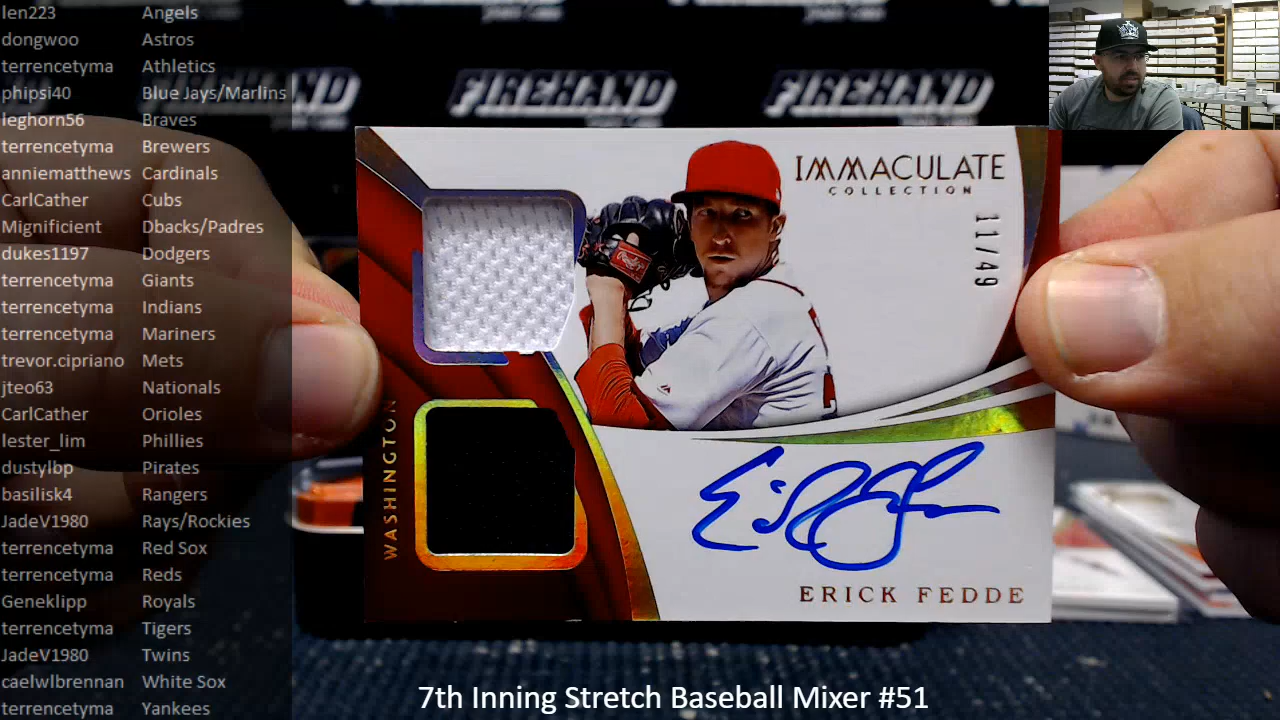 len223 Angels
dongwoo Astros
terrencetyma Athletics
phipsi40 Blue Jays/Marlins
leghorn56 Braves
terrencetyma Brewers
anniematthews Cardinals
CarlCather Cubs
Mignificient Dbacks/Padres
dukes1197 Dodgers
terrencetyma Giants
terrencetyma Indians
terrencetyma Mariners
trevor.cipriano Mets
jteo63 Nationals
CarlCather Orioles
lester_lim Phillies
dustylbp Pirates
basilisk4 Rangers
JadeV1980 Rays/Rockies
terrencetyma Red Sox
terrencetyma Reds
Geneklipp Royals
terrencetyma Tigers
JadeV1980 Twins
caelwlbrennan White Sox
terrencetyma Yankees
FIREHAND
FIREHAND
IMMACULATE
COLLECTION
11/49
Rawlings
WASHINGTON
ERICK FEDDE
7th Inning Stretch Baseball Mixer #51